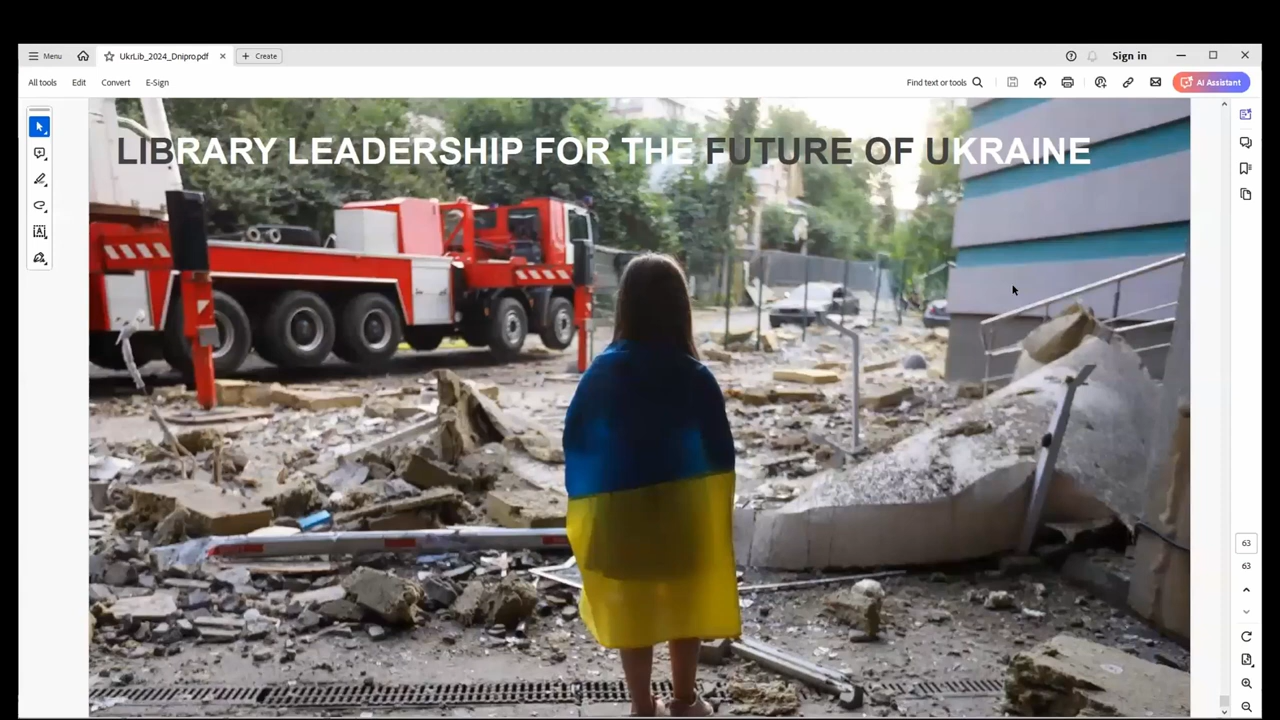 Menu
UkrLib_2024_Dnipro.pdf
Create
Sign in
All tools
Edit
Convert
E-Sign
Find text or tools
AI Assistant
LIBRARY LEADERSHIP FOR THE FUTURE OF UKRAINE
63
63